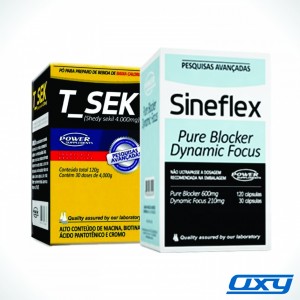 PÓ PARA PREPARO DE BEBIDA DE BAIXA CALORIA
T_SEK
(Shedy sekil 4.000mg)
POWER
SUPPLEMENTS
PESQUISAS
AVANÇADAS
Conteúdo total 120g
Contém 30 doses de 4,000g
Quality assured by our laboratory
ALTO CONTEÚDO DE NIACINA, BIOTINA
ÁCIDO PANTOTÊNICO E CROMO
PESQUISAS AVANÇADAS
Sineflex
Pure Blocker
Dynamic Focus
NÃO ULTRAPASSE A DOSAGEM
RECOMENDADA NA EMBALAGEM
POWER
Pure Blocker 600mg 120 cápsulas
Dynamic Focus 210mg 30 cápsulas
Quality assured by our laboratory
oxy